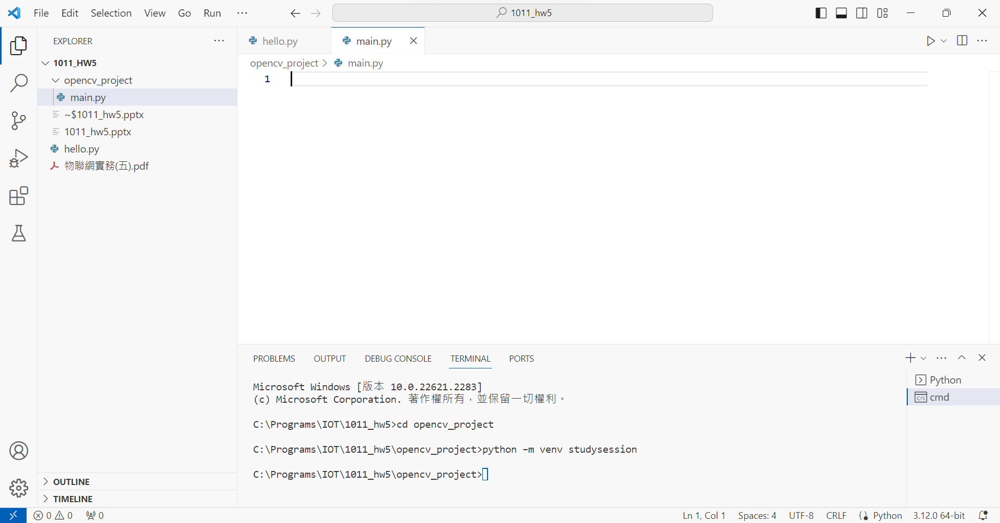 File Edit Selection View Go Run ···
1011_hw5
EXPLORER
1011_HW5
opencv_project
main.py
~$1011_hw5.pptx
1011_hw5.pptx
hello.py
物聯網實務(五).pdf
OUTLINE
TIMELINE
hello.py
main.py
opencv_project > main.py
1
PROBLEMS OUTPUT DEBUG CONSOLE TERMINAL PORTS
Microsoft Windows [版本 10.0.22621.2283]
(c) Microsoft Corporation. 著作權所有，並保留一切權利。
C:\Programs\IOT\1011_hw5>cd opencv_project
C:\Programs\IOT\1011_hw5\opencv_project>python –m venv studysession
C:\Programs\IOT\1011_hw5\opencv_project>
Python
cmd
0 0 0
Ln 1, Col 1 Spaces: 4 UTF-8 CRLF Python 3.12.0 64-bit